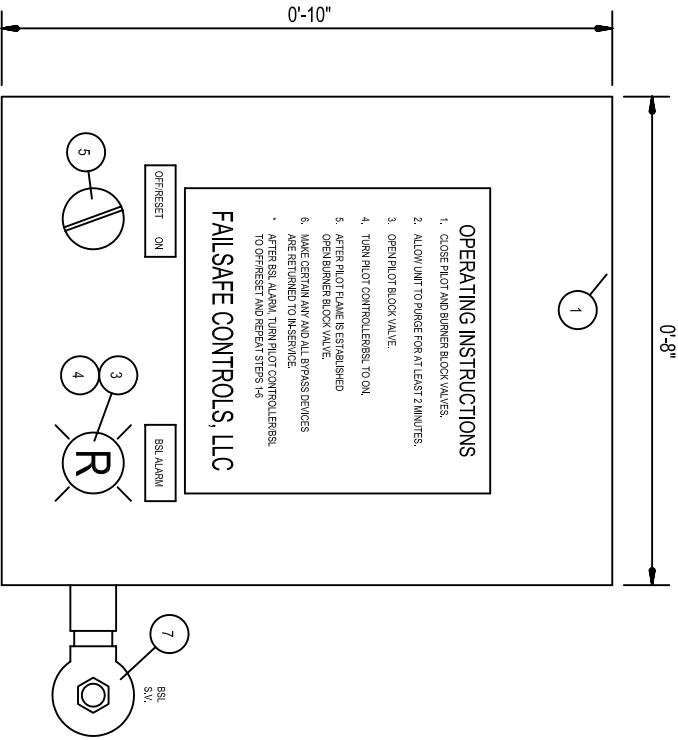 0'-8"
0'-10"
1
OPERATING INSTRUCTIONS
1. CLOSE PILOT AND BURNER BLOCK VALVES.
2. ALLOW UNIT TO PURGE FOR AT LEAST 2 MINUTES.
3. OPEN PILOT BLOCK VALVE.
4. TURN PILOT CONTROLLER/BSL TO ON.
5. AFTER PILOT FLAME IS ESTABLISHED
OPEN BURNER BLOCK VALVE.
6. MAKE CERTAIN ANY AND ALL BYPASS DEVICES
ARE RETURNED TO IN-SERVICE.
* AFTER BSL ALARM, TURN PILOT CONTROLLER/BSL
TO OFF/RESET AND REPEAT STEPS 1-6
FAILSAFE CONTROLS, LLC
OFF/RESET ON
BSL ALARM
5
3
4
R
7
BSL
S.V.